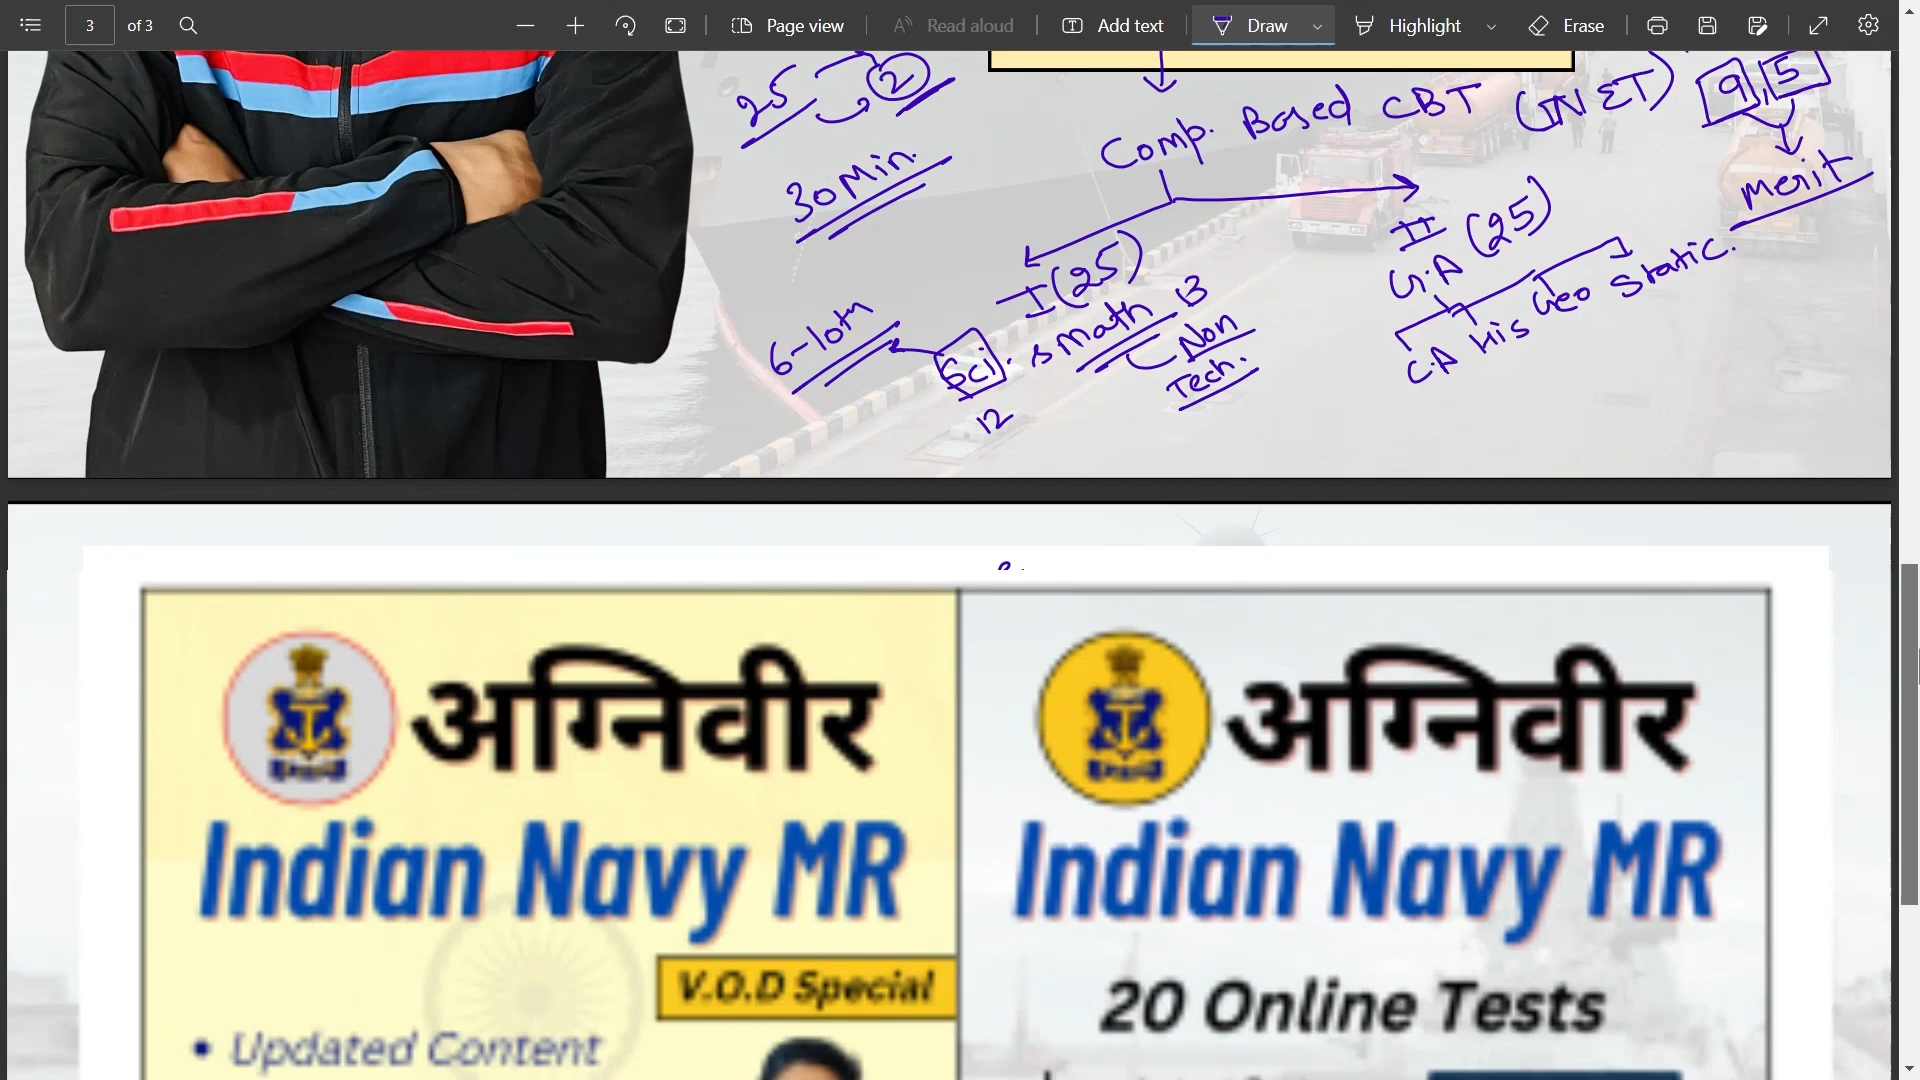 3 of 3 Page view Read aloud Add text Draw Highlight Erase
25 2
Comp. Based CBT (INET) 9,5
30 Min. merit
I (25) II (25)
Sci. & Math 13 G.A
6-10th Non Tech. C.A His Geo Static.
12
अग्निवीर
Indian Navy MR
V.O.D Special
• Updated Content
अग्निवीर
Indian Navy MR
20 Online Tests